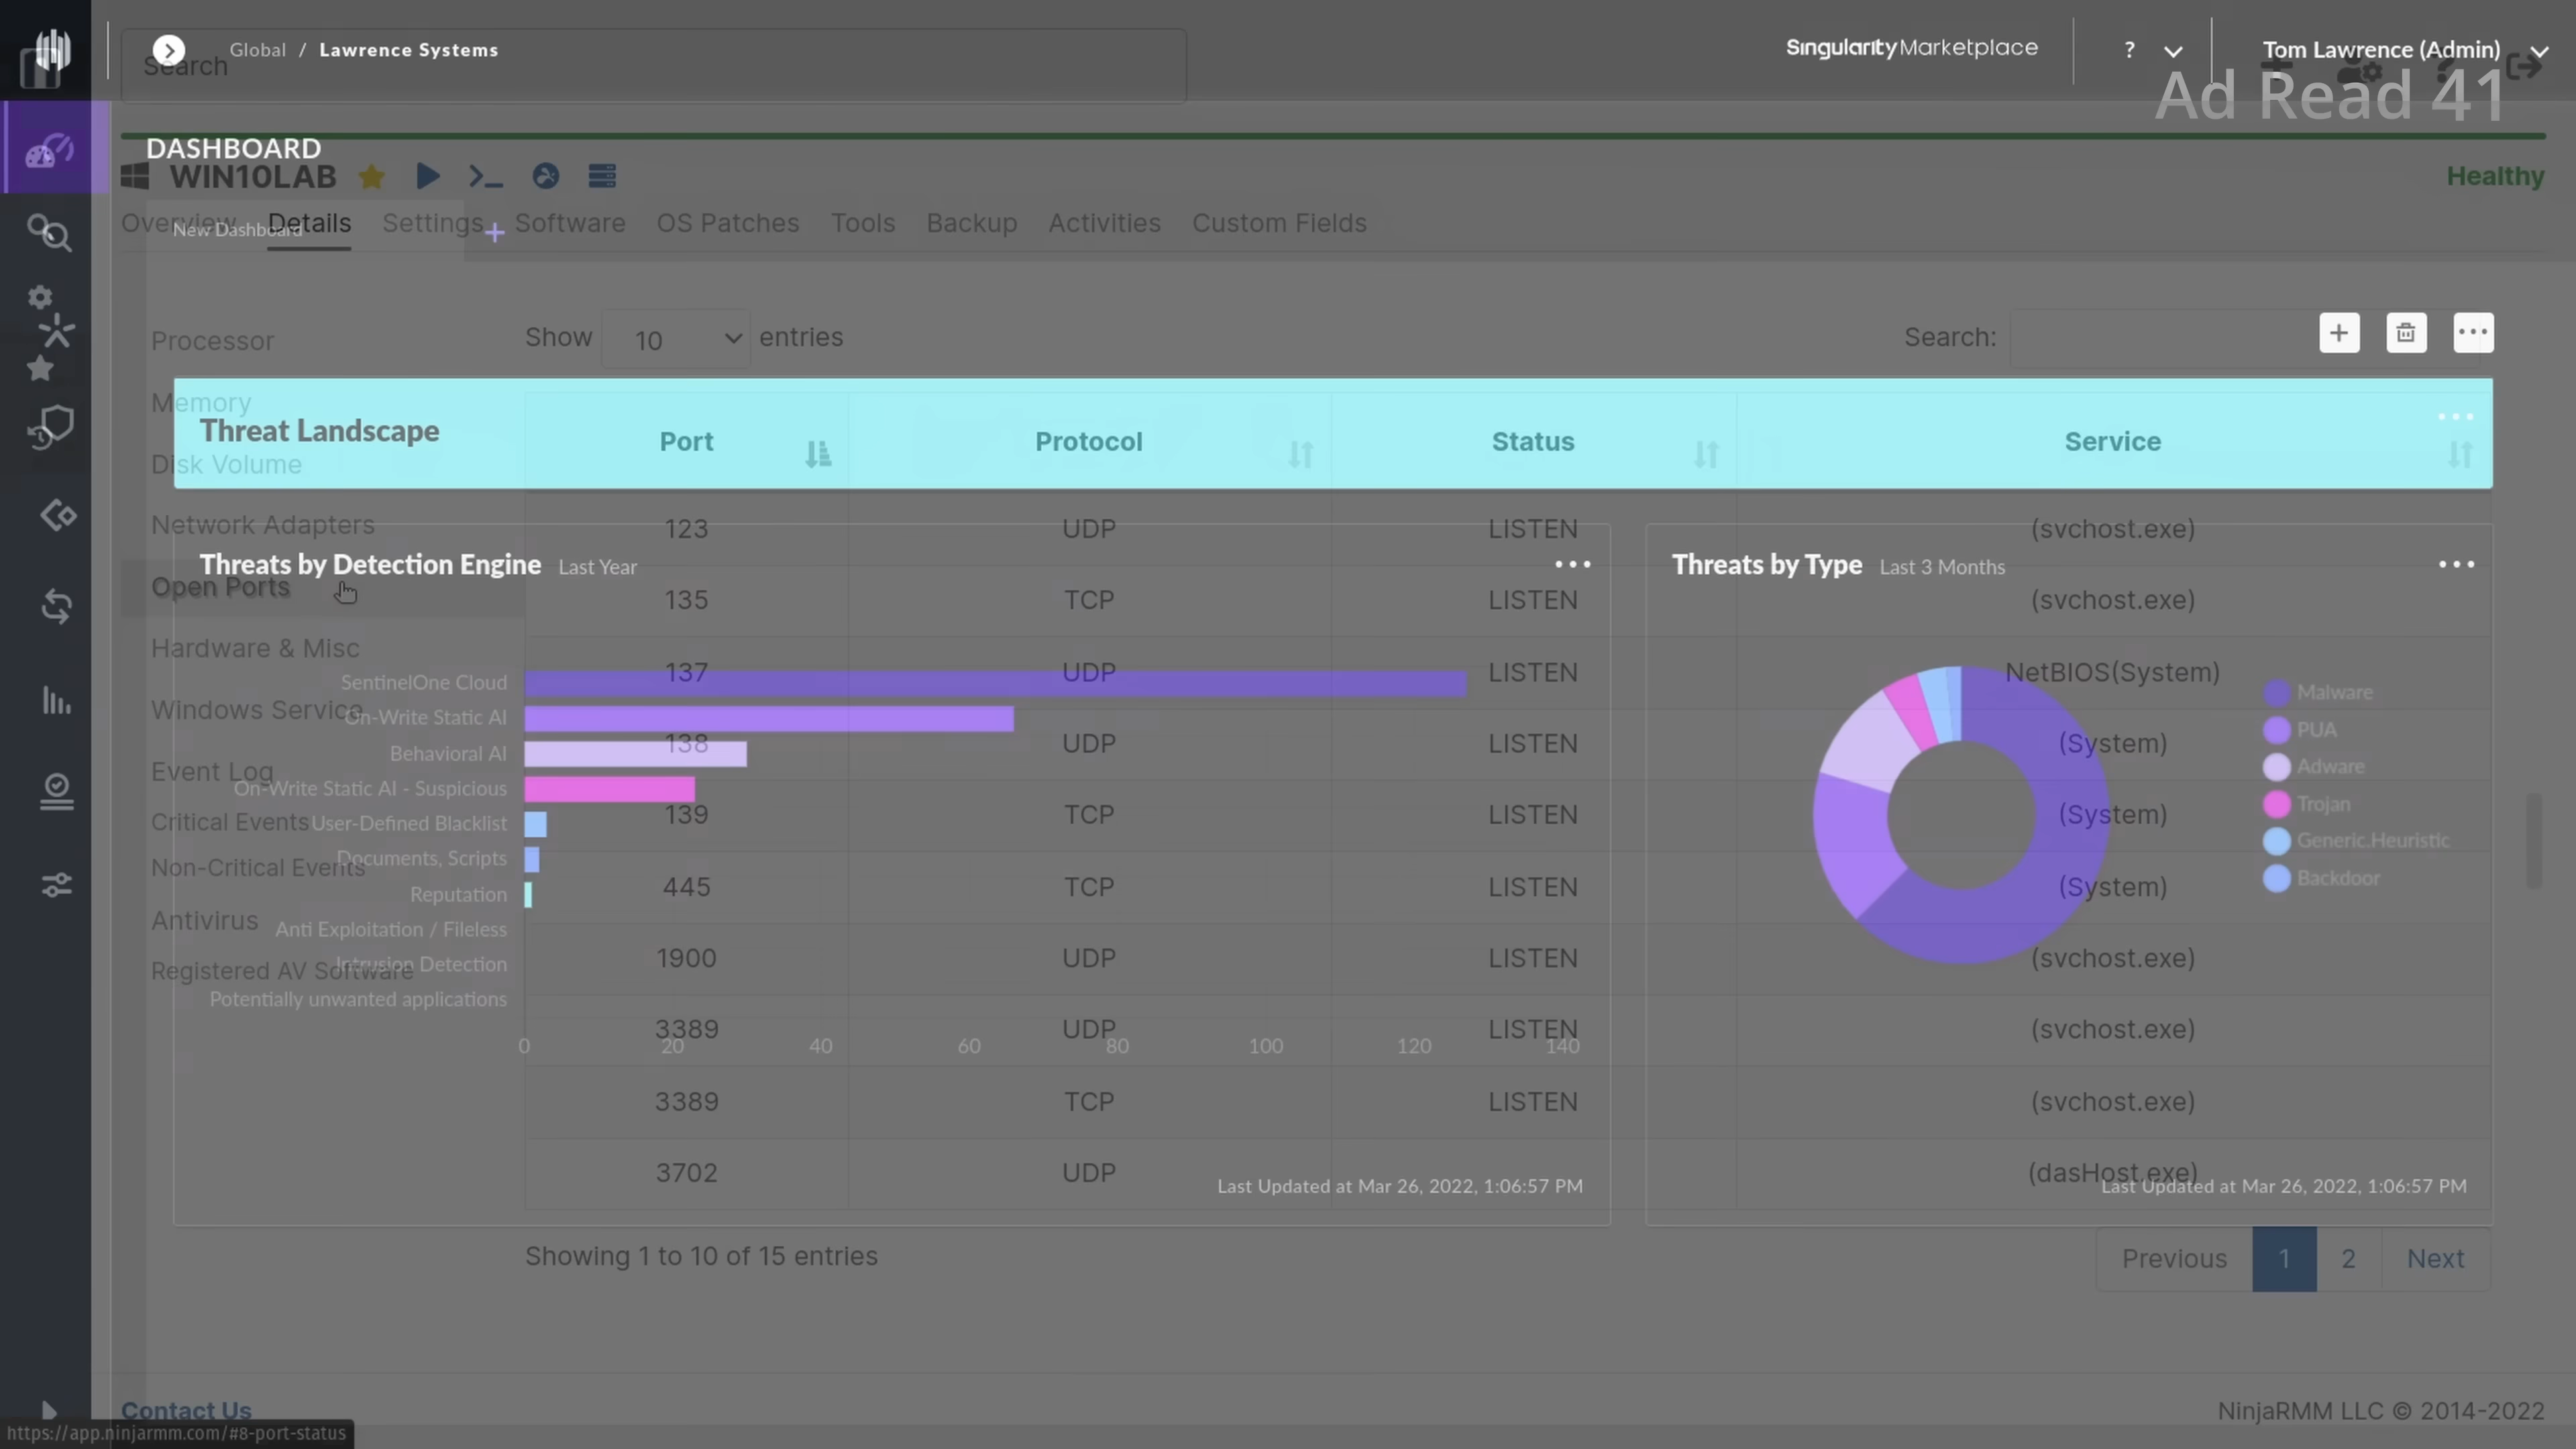 Global / Lawrence Systems
Search
Singularity Marketplace
?
Tom Lawrence (Admin)
Ad Read 41
DASHBOARD
WIN10LAB
Healthy
Overview Details Settings Software OS Patches Tools Backup Activities Custom Fields
New Dashboard +
Processor
Show 10 entries
Search:
Memory
Threat Landscape
Port Protocol Status Service
Disk Volume
Network Adapters
123 UDP LISTEN (svchost.exe)
Threats by Detection Engine Last Year
Threats by Type Last 3 Months
Open Ports
135 TCP LISTEN (svchost.exe)
Hardware & Misc
137 UDP LISTEN NetBIOS(System)
SentinelOne Cloud
Malware
Windows Service
On-Write Static AI
PUA
138 UDP LISTEN (System)
Behavioral AI
Adware
Event Log
On-Write Static AI - Suspicious
Trojan
139 TCP LISTEN (System)
Critical Events
User-Defined Blacklist
Generic.Heuristic
Non-Critical Events
Documents, Scripts
Backdoor
445 TCP LISTEN (System)
Reputation
Antivirus
Anti Exploitation / Fileless
1900 UDP LISTEN (svchost.exe)
Registered AV Software
Intrusion Detection
Potentially unwanted applications
3389 UDP LISTEN (svchost.exe)
0 20 40 60 80 100 120 140
3389 TCP LISTEN (svchost.exe)
3702 UDP (dasHost.exe)
Last Updated at Mar 26, 2022, 1:06:57 PM
Last Updated at Mar 26, 2022, 1:06:57 PM
Showing 1 to 10 of 15 entries
Previous 1 2 Next
Contact Us
NinjaRMM LLC © 2014-2022
https://app.ninjarmm.com/#8-port-status